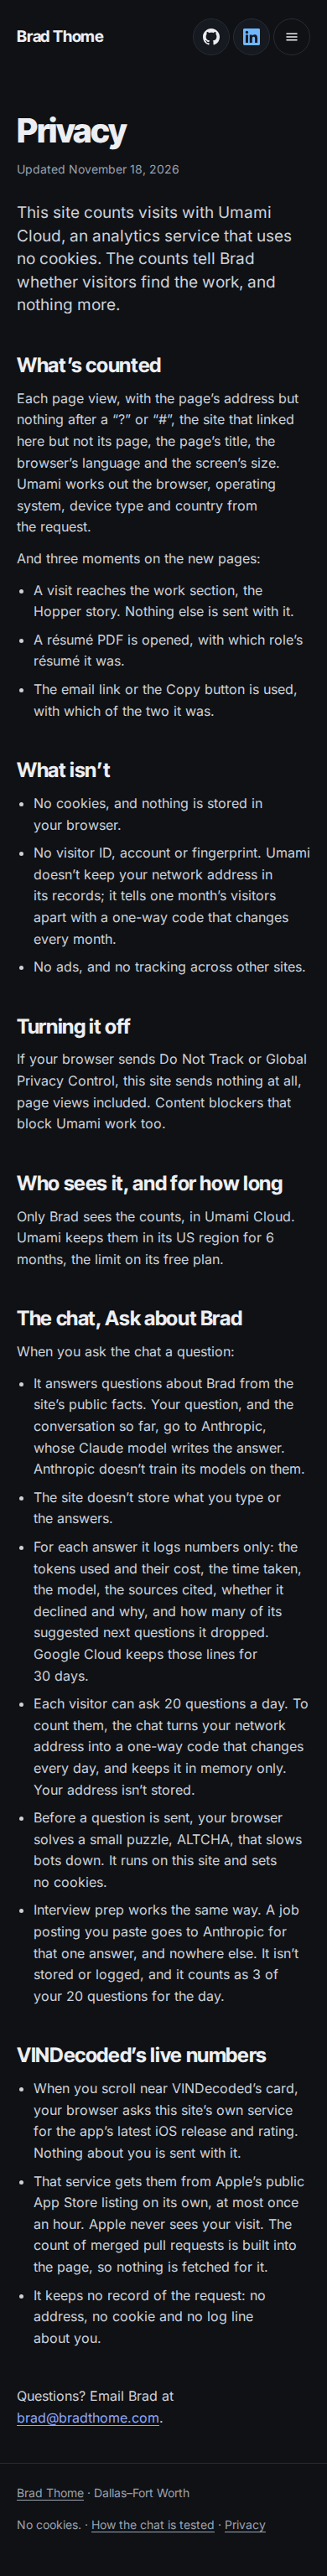 Brad Thome
Privacy
Updated November 18, 2026
This site counts visits with Umami
Cloud, an analytics service that uses
no cookies. The counts tell Brad
whether visitors find the work, and
nothing more.
What’s counted
Each page view, with the page’s address but
nothing after a “?” or “#”, the site that linked
here but not its page, the page’s title, the
browser’s language and the screen’s size.
Umami works out the browser, operating
system, device type and country from
the request.
And three moments on the new pages:
• A visit reaches the work section, the
Hopper story. Nothing else is sent with it.
• A résumé PDF is opened, with which role’s
résumé it was.
• The email link or the Copy button is used,
with which of the two it was.
What isn’t
• No cookies, and nothing is stored in
your browser.
• No visitor ID, account or fingerprint. Umami
doesn’t keep your network address in
its records; it tells one month’s visitors
apart with a one-way code that changes
every month.
• No ads, and no tracking across other sites.
Turning it off
If your browser sends Do Not Track or Global
Privacy Control, this site sends nothing at all,
page views included. Content blockers that
block Umami work too.
Who sees it, and for how long
Only Brad sees the counts, in Umami Cloud.
Umami keeps them in its US region for 6
months, the limit on its free plan.
The chat, Ask about Brad
When you ask the chat a question:
• It answers questions about Brad from the
site’s public facts. Your question, and the
conversation so far, go to Anthropic,
whose Claude model writes the answer.
Anthropic doesn’t train its models on them.
• The site doesn’t store what you type or
the answers.
• For each answer it logs numbers only: the
tokens used and their cost, the time taken,
the model, the sources cited, whether it
declined and why, and how many of its
suggested next questions it dropped.
Google Cloud keeps those lines for
30 days.
• Each visitor can ask 20 questions a day. To
count them, the chat turns your network
address into a one-way code that changes
every day, and keeps it in memory only.
Your address isn’t stored.
• Before a question is sent, your browser
solves a small puzzle, ALTCHA, that slows
bots down. It runs on this site and sets
no cookies.
• Interview prep works the same way. A job
posting you paste goes to Anthropic for
that one answer, and nowhere else. It isn’t
stored or logged, and it counts as 3 of
your 20 questions for the day.
VINDecoded’s live numbers
• When you scroll near VINDecoded’s card,
your browser asks this site’s own service
for the app’s latest iOS release and rating.
Nothing about you is sent with it.
• That service gets them from Apple’s public
App Store listing on its own, at most once
an hour. Apple never sees your visit. The
count of merged pull requests is built into
the page, so nothing is fetched for it.
• It keeps no record of the request: no
address, no cookie and no log line
about you.
Questions? Email Brad at
brad@bradthome.com.
Brad Thome · Dallas–Fort Worth
No cookies. · How the chat is tested · Privacy